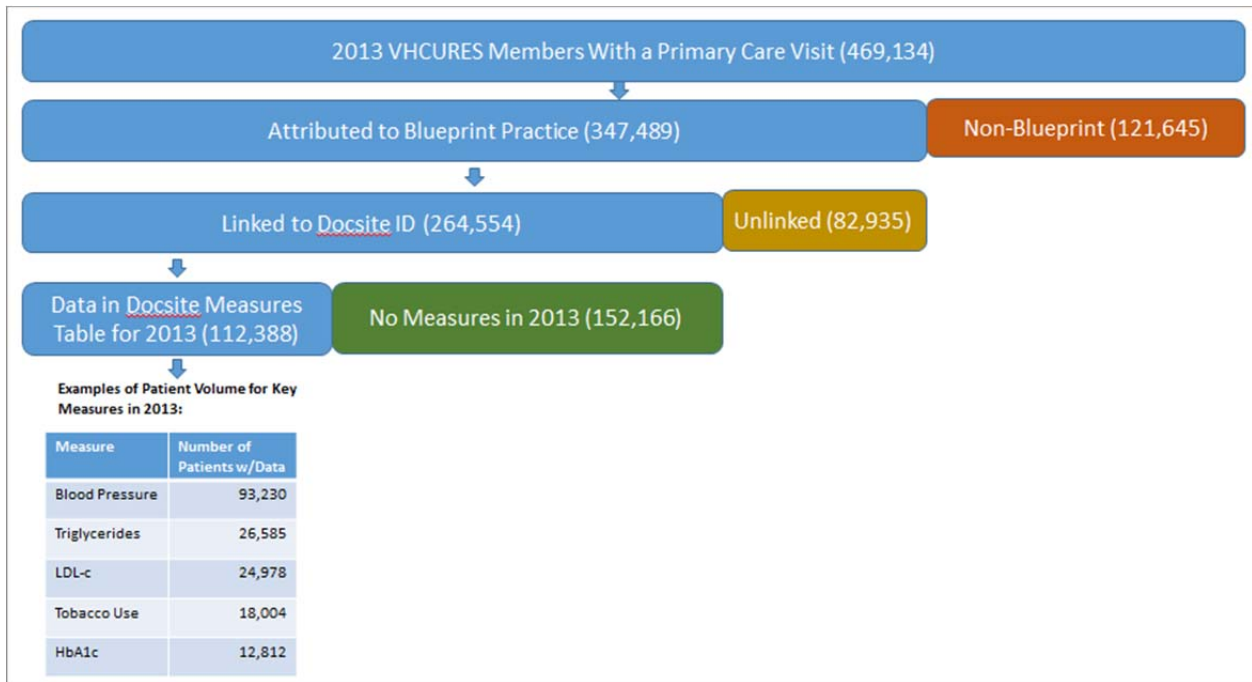 2013 VHCURES Members With a Primary Care Visit (469,134)
Attributed to Blueprint Practice (347,489)
Non-Blueprint (121,645)
Linked to Docsite ID (264,554)
Unlinked (82,935)
Data in Docsite Measures
Table for 2013 (112,388)
No Measures in 2013 (152,166)
Examples of Patient Volume for Key
Measures in 2013:
Measure
Number of
Patients w/Data
Blood Pressure 93,230
Triglycerides 26,585
LDL-c 24,978
Tobacco Use 18,004
HbA1c 12,812